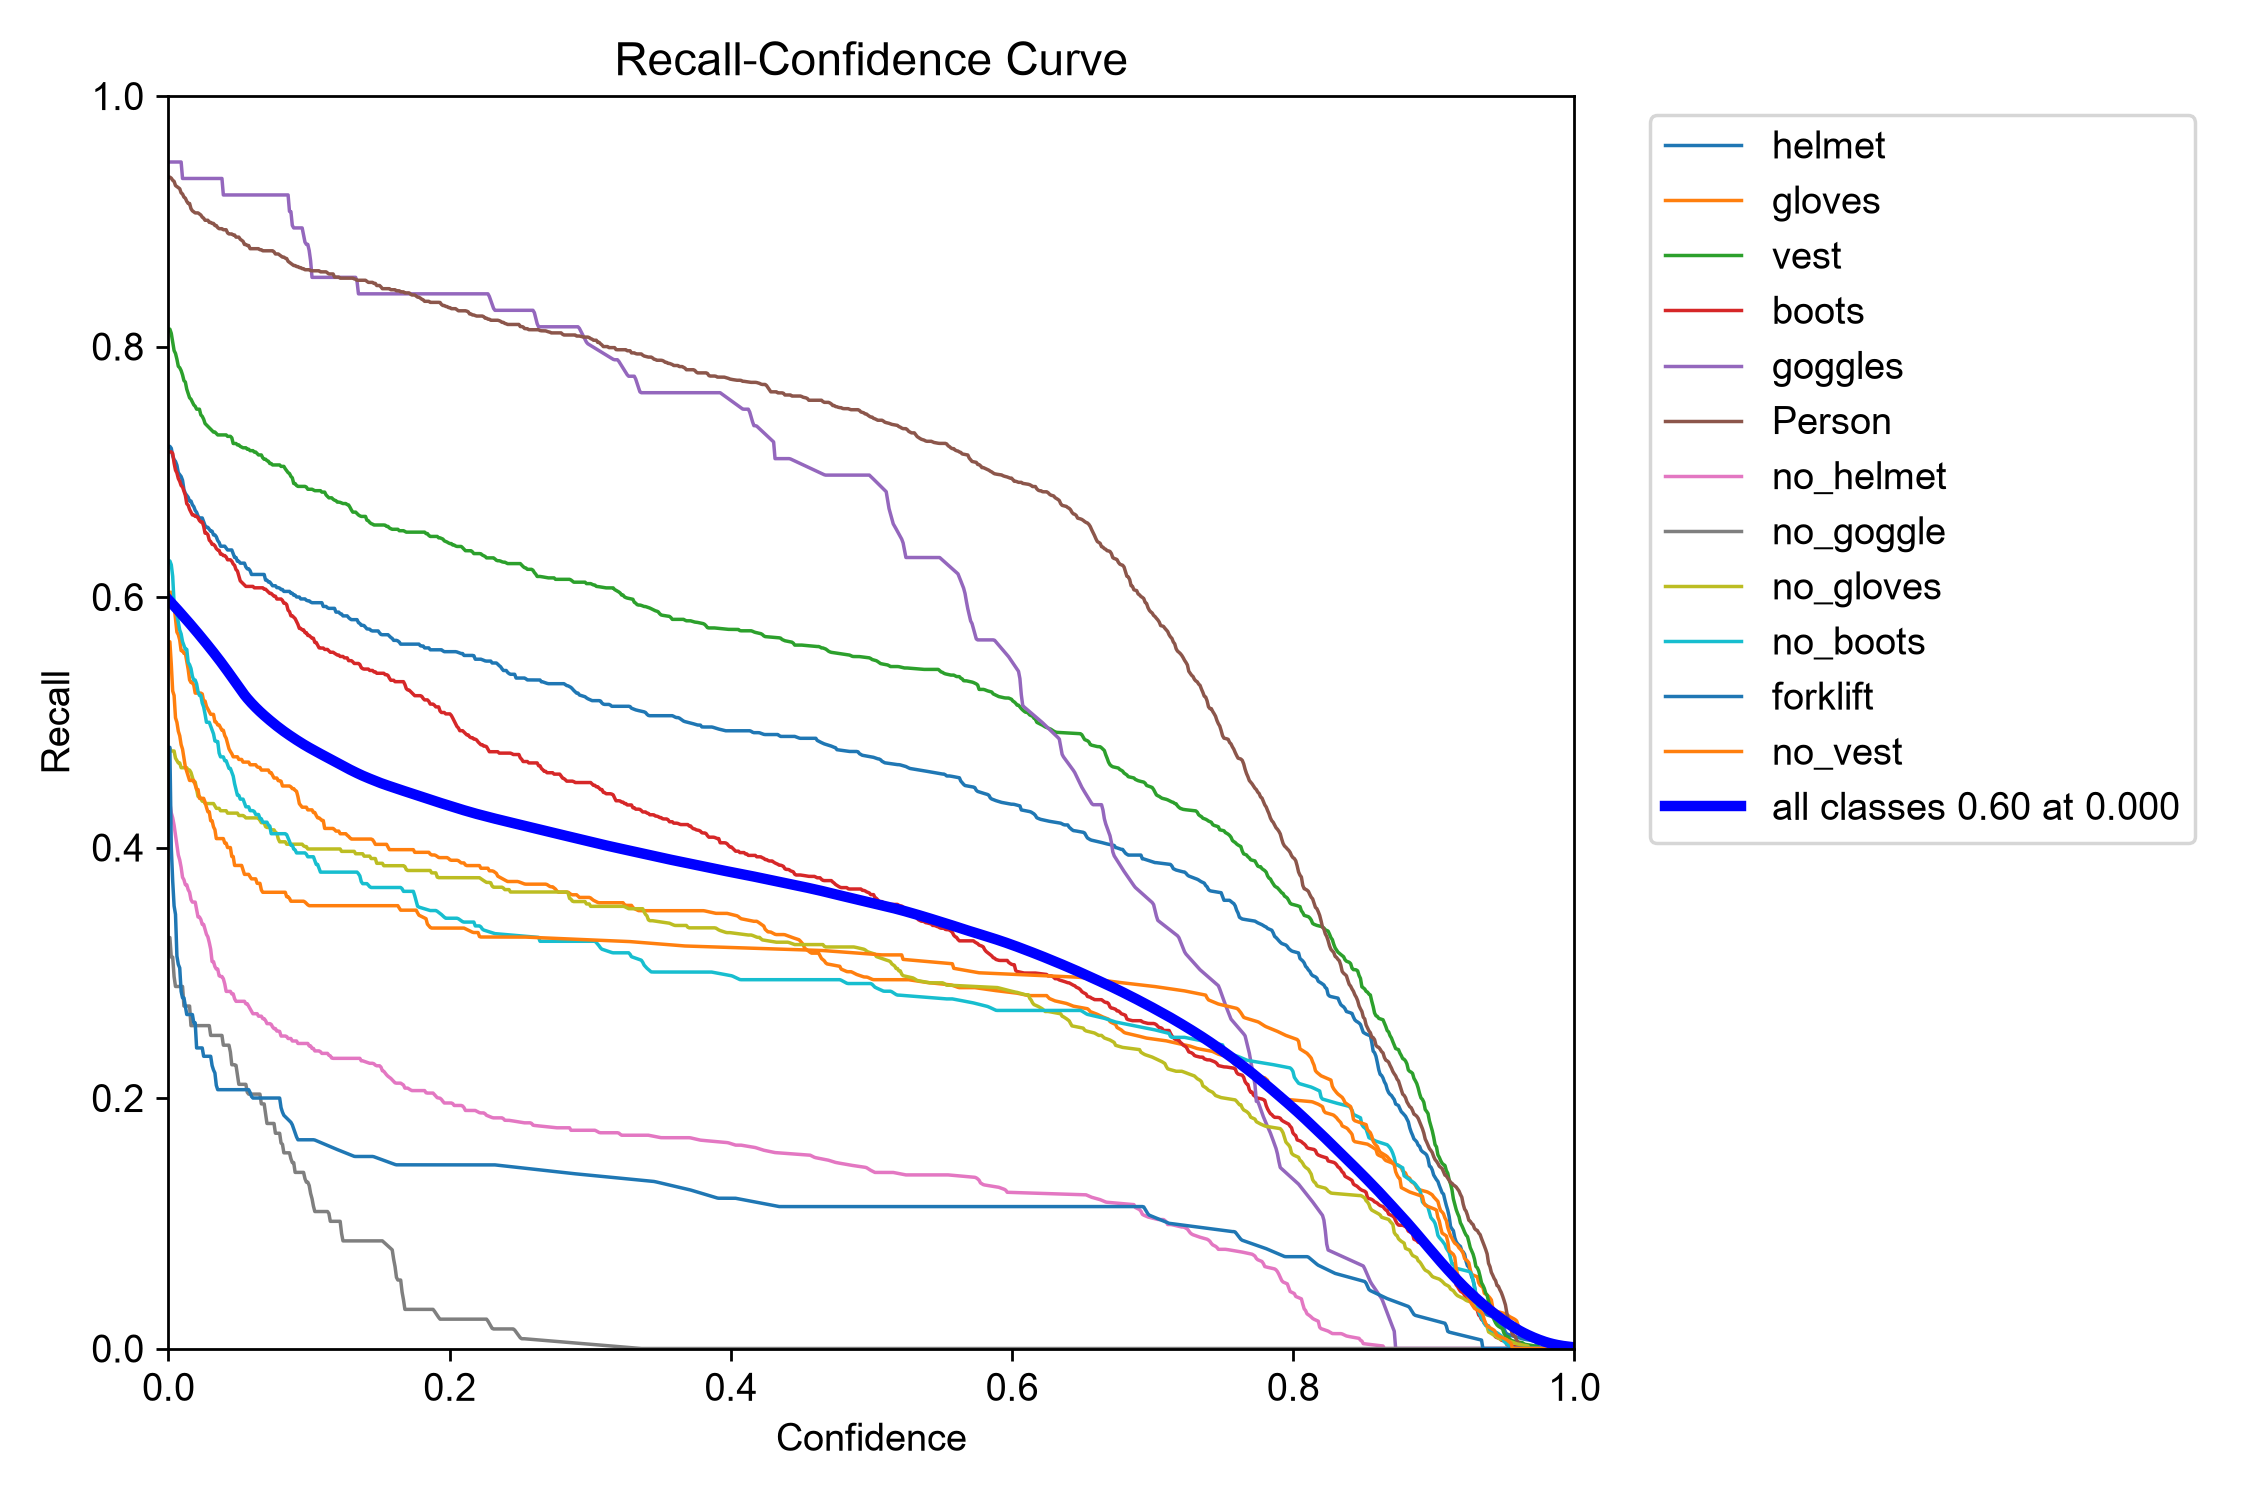 Recall-Confidence Curve
1.0
0.8
0.6
0.4
0.2
0.0
Recall
0.0 0.2 0.4 0.6 0.8 1.0
Confidence
helmet
gloves
vest
boots
goggles
Person
no_helmet
no_goggle
no_gloves
no_boots
forklift
no_vest
all classes 0.60 at 0.000